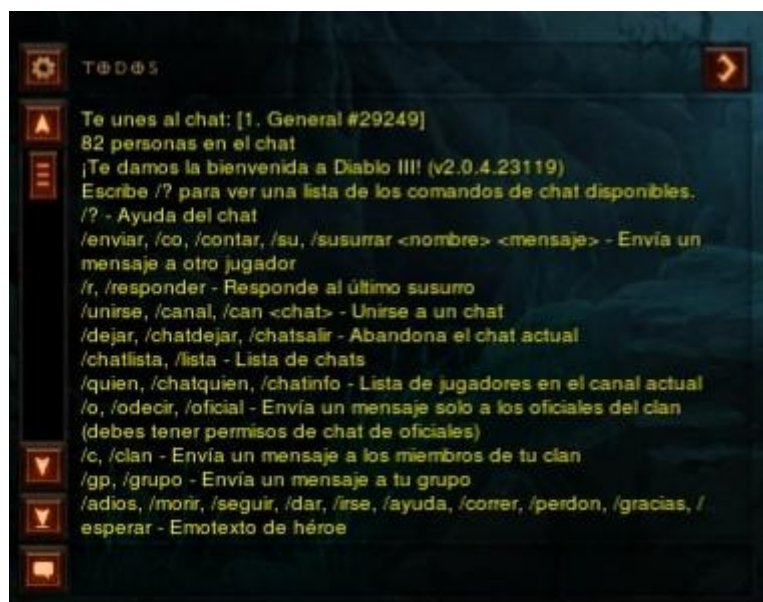 TODOS
Te unes al chat: [1. General #29249]
82 personas en el chat
¡Te damos la bienvenida a Diablo III! (v2.0.4.23119)
Escribe /? para ver una lista de los comandos de chat disponibles.
/? - Ayuda del chat
/enviar, /co, /contar, /su, /susurrar <nombre> <mensaje> - Envía un
mensaje a otro jugador
/r, /responder - Responde al último susurro
/unirse, /canal, /can <chat> - Unirse a un chat
/dejar, /chatdejar, /chatsalir - Abandona el chat actual
/chatlista, /lista - Lista de chats
/quien, /chatquien, /chatinfo - Lista de jugadores en el canal actual
/o, /odecir, /oficial - Envía un mensaje solo a los oficiales del clan
(debes tener permisos de chat de oficiales)
/c, /clan - Envía un mensaje a los miembros de tu clan
/gp, /grupo - Envía un mensaje a tu grupo
/adios, /morir, /seguir, /dar, /irse, /ayuda, /correr, /perdon, /gracias, /
esperar - Emotexto de héroe